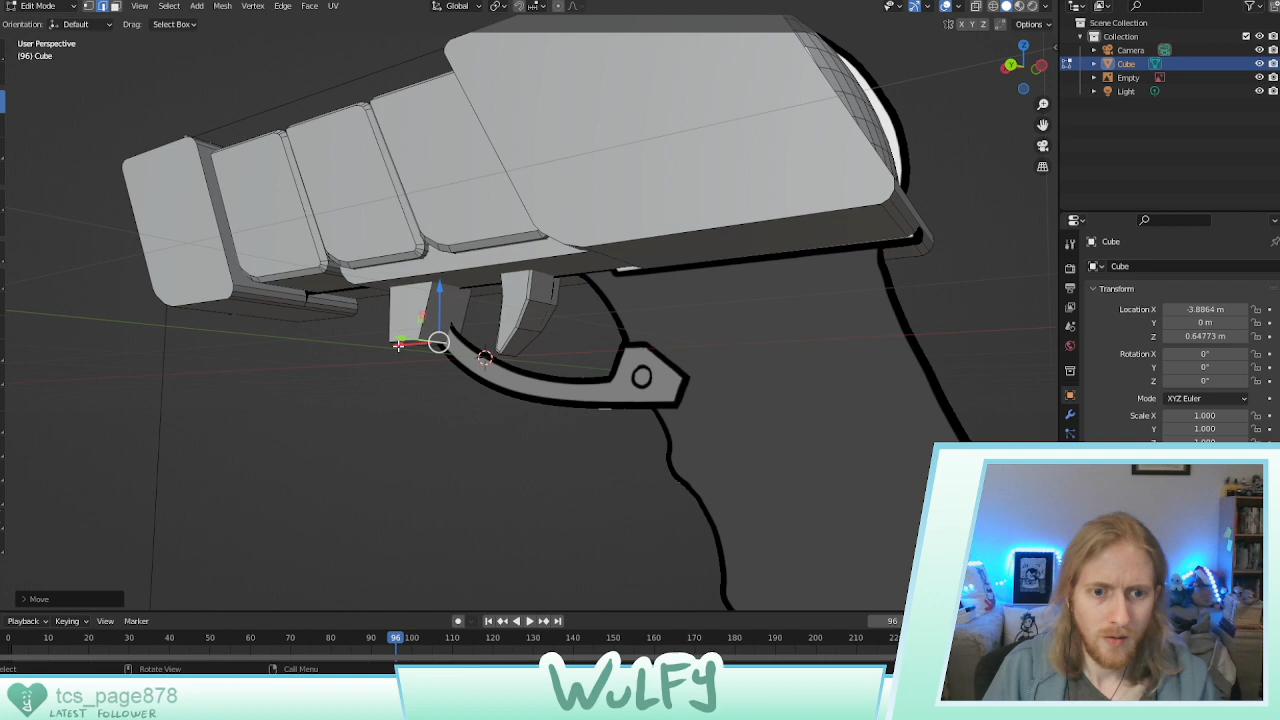 Edit Mode View Select Add Mesh Vertex Edge Face UV Global
Orientation: Default Drag: Select Box X Y Z Options
User Perspective
(96) Cube
Scene Collection
Collection
Camera
Cube
Empty
Light
Cube
Cube
Transform
Location X -3.8864 m
Y 0 m
Z 0.64773 m
Rotation X 0°
Y 0°
Z 0°
Mode XYZ Euler
Scale X 1.000
Y 1.000
Z 1.000
Move
Playback Keying View Marker 96
0 10 20 30 40 50 60 70 80 90 96 100 110 120 130 140 150 160 170 180 190 200 210 22
elect Rotate View Call Menu
tcs_page878
LATEST FOLLOWER
WULFY